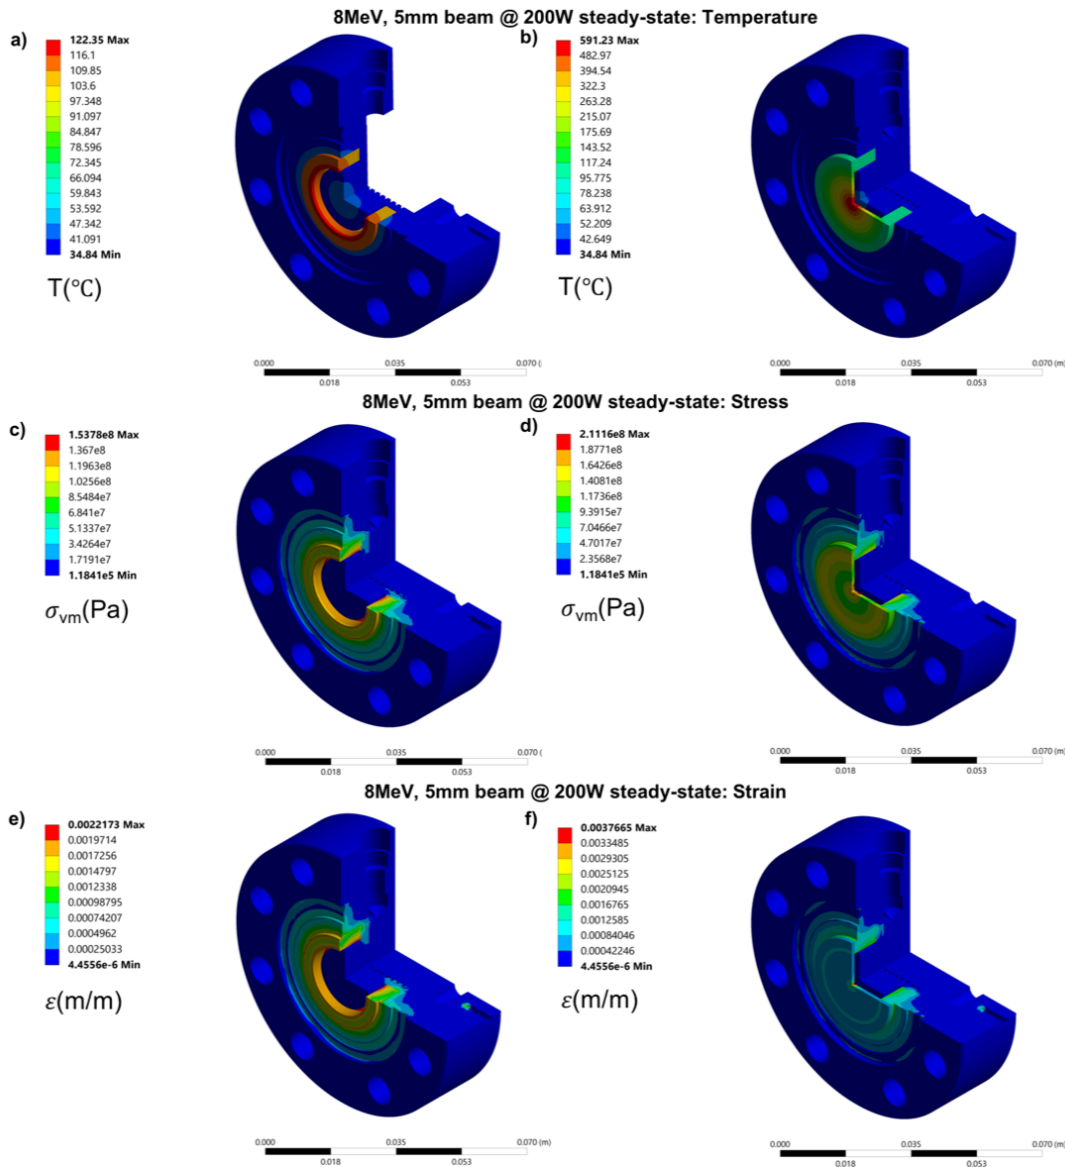 8MeV, 5mm beam @ 200W steady-state: Temperature
a)
122.35 Max
116.1
109.85
103.6
97.348
91.097
84.847
78.596
72.345
66.094
59.843
53.592
47.342
41.091
34.84 Min
T(°C)
0.000
0.035
0.070 (
0.018
0.053
b)
591.23 Max
482.97
394.54
322.3
263.28
215.07
175.69
143.52
117.24
95.775
78.238
63.912
52.209
42.649
34.84 Min
T(°C)
0.000
0.035
0.070 (m)
0.018
0.053
8MeV, 5mm beam @ 200W steady-state: Stress
c)
1.5378e8 Max
1.367e8
1.1963e8
1.0256e8
8.5484e7
6.841e7
5.1337e7
3.4264e7
1.7191e7
1.1841e5 Min
σvm(Pa)
0.000
0.035
0.070 (
0.018
0.053
d)
2.1116e8 Max
1.8771e8
1.6426e8
1.4081e8
1.1736e8
9.3915e7
7.0466e7
4.7017e7
2.3568e7
1.1841e5 Min
σvm(Pa)
0.000
0.035
0.070 (m)
0.018
0.053
8MeV, 5mm beam @ 200W steady-state: Strain
e)
0.0022173 Max
0.0019714
0.0017256
0.0014797
0.0012338
0.00098795
0.00074207
0.0004962
0.00025033
4.4556e-6 Min
ε(m/m)
0.000
0.035
0.070 (m)
0.018
0.053
f)
0.0037665 Max
0.0033485
0.0029305
0.0025125
0.0020945
0.0016765
0.0012585
0.00084046
0.00042246
4.4556e-6 Min
ε(m/m)
0.000
0.035
0.070 (m)
0.018
0.053